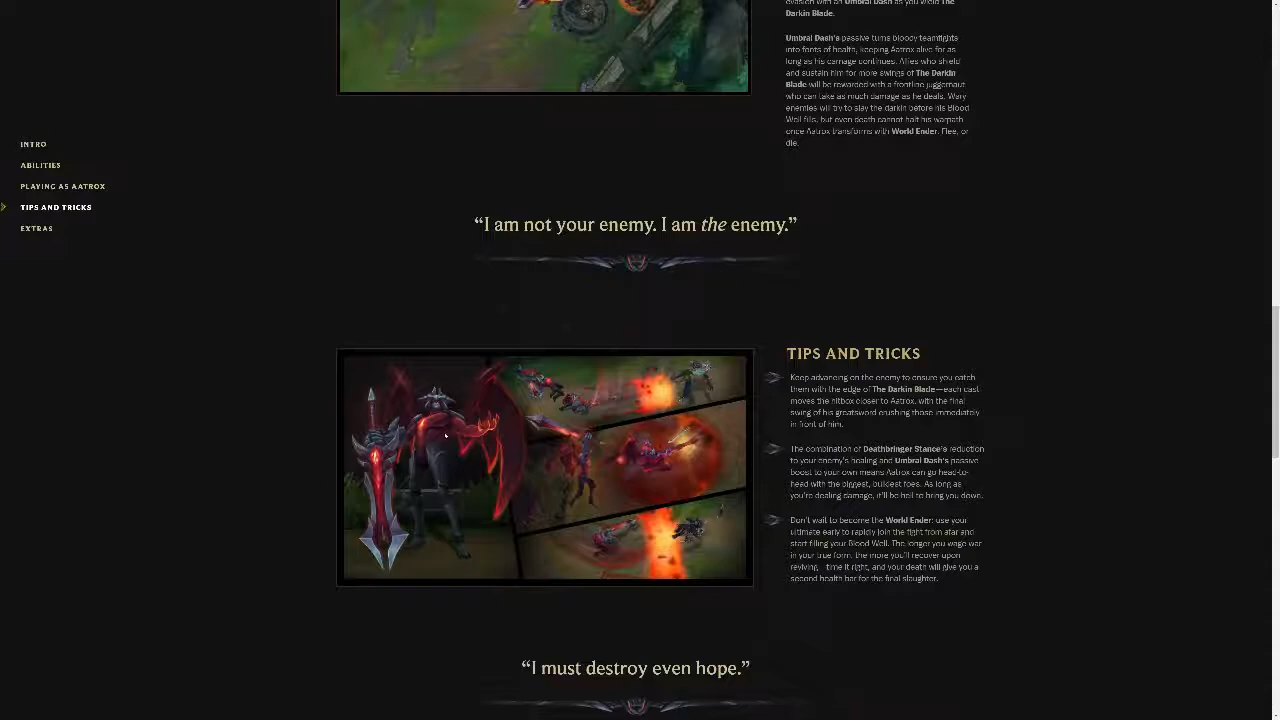 evasion with an Umbral Dash as you wield The
Darkin Blade.
Umbral Dash's passive turns bloody teamfights
into fonts of health, keeping Aatrox alive for as
long as his carnage continues. Allies who shield
and sustain him for more swings of The Darkin
Blade will be rewarded with a frontline juggernaut
who can take as much damage as he deals. Wary
enemies will try to slay the darkin before his Blood
Well fills, but even death cannot halt his warpath
once Aatrox transforms with World Ender. Flee, or
die.
INTRO
ABILITIES
PLAYING AS AATROX
TIPS AND TRICKS
EXTRAS
“I am not your enemy. I am the enemy.”
TIPS AND TRICKS
Keep advancing on the enemy to ensure you catch
them with the edge of The Darkin Blade—each cast
moves the hitbox closer to Aatrox, with the final
swing of his greatsword crushing those immediately
in front of him.
The combination of Deathbringer Stance's reduction
to your enemy's healing and Umbral Dash's passive
boost to your own means Aatrox can go head-to-
head with the biggest, bulkiest foes. As long as
you're dealing damage, it'll be hell to bring you down.
Don't wait to become the World Ender: use your
ultimate early to rapidly join the fight from afar and
start filling your Blood Well. The longer you wage war
in your true form, the more you'll recover upon
reviving—time it right, and your death will give you a
second health bar for the final slaughter.
“I must destroy even hope.”